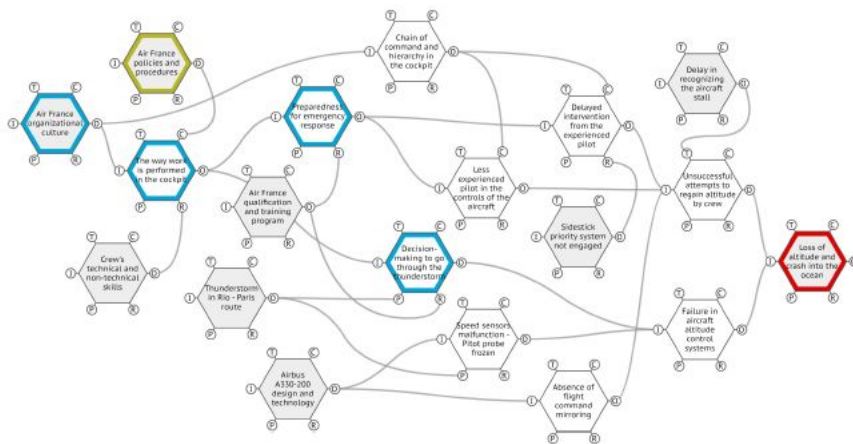 Air France
policies and
procedures
Chain of
command and
hierarchy in
the cockpit
Delay in
recognizing
the aircraft
stall
Air France
organizational
culture
Preparedness
for emergency
response
Delayed
intervention
from the
experienced
pilot
The way work
is performed
in the cockpit
Air France
qualification
and training
program
Less
experienced
pilot in the
controls of the
aircraft
Unsuccessful
attempts to
regain altitude
by crew
Sidestick
priority system
not engaged
Crew's
technical and
non-technical
skills
Decision-
making to go
through the
thunderstorm
Loss of
altitude and
crash into the
ocean
Thunderstorm
in Rio - Paris
route
Speed sensors
malfunction -
Pitot probe
frozen
Failure in
aircraft
altitude
control
systems
Airbus
A330-200
design and
technology
Absence of
flight
command
mirroring